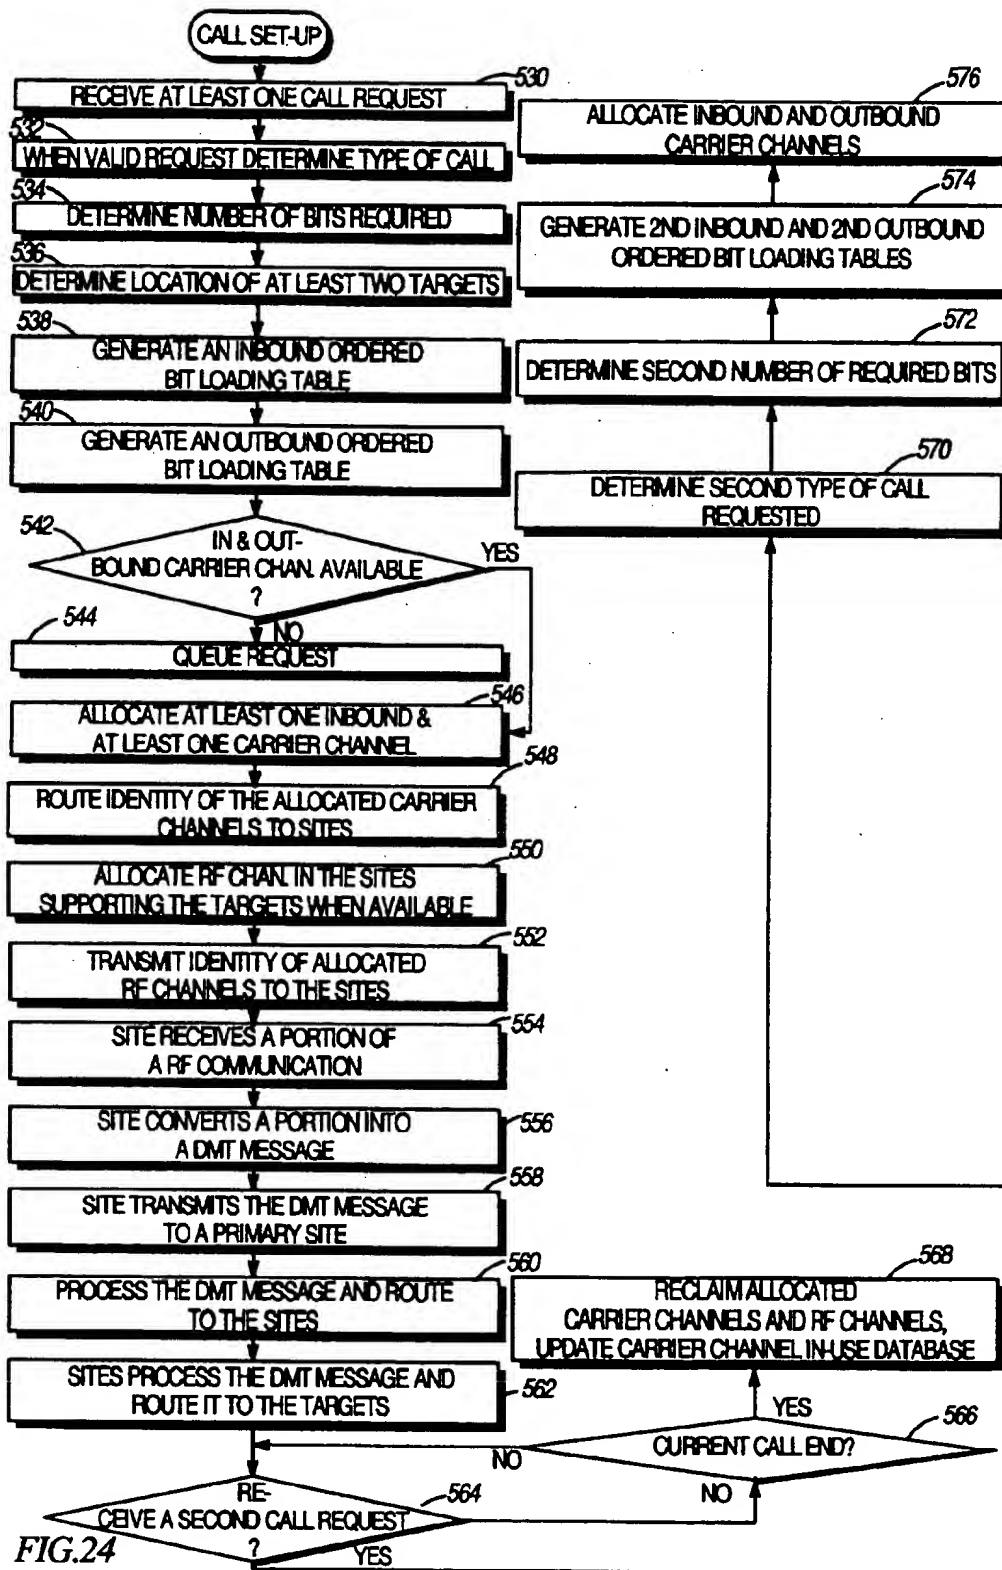 CALL SET-UP
530
RECEIVE AT LEAST ONE CALL REQUEST
532
WHEN VALID REQUEST DETERMINE TYPE OF CALL
534
DETERMINE NUMBER OF BITS REQUIRED
536
DETERMINE LOCATION OF AT LEAST TWO TARGETS
538
GENERATE AN INBOUND ORDERED
BIT LOADING TABLE
540
GENERATE AN OUTBOUND ORDERED
BIT LOADING TABLE
542
IN & OUT-
BOUND CARRIER CHAN. AVAILABLE
?
YES
NO
544
QUEUE REQUEST
546
ALLOCATE AT LEAST ONE INBOUND &
AT LEAST ONE CARRIER CHANNEL
548
ROUTE IDENTITY OF THE ALLOCATED CARRIER
CHANNELS TO SITES
550
ALLOCATE RF CHAN. IN THE SITES
SUPPORTING THE TARGETS WHEN AVAILABLE
552
TRANSMIT IDENTITY OF ALLOCATED
RF CHANNELS TO THE SITES
554
SITE RECEIVES A PORTION OF
A RF COMMUNICATION
556
SITE CONVERTS A PORTION INTO
A DMT MESSAGE
558
SITE TRANSMITS THE DMT MESSAGE
TO A PRIMARY SITE
560
PROCESS THE DMT MESSAGE AND ROUTE
TO THE SITES
562
SITES PROCESS THE DMT MESSAGE AND
ROUTE IT TO THE TARGETS
564
RE-
CEIVE A SECOND CALL REQUEST
?
YES
NO
566
CURRENT CALL END?
NO
YES
568
RECLAIM ALLOCATED
CARRIER CHANNELS AND RF CHANNELS,
UPDATE CARRIER CHANNEL IN-USE DATABASE
570
DETERMINE SECOND TYPE OF CALL
REQUESTED
572
DETERMINE SECOND NUMBER OF REQUIRED BITS
574
GENERATE 2ND INBOUND AND 2ND OUTBOUND
ORDERED BIT LOADING TABLES
576
ALLOCATE INBOUND AND OUTBOUND
CARRIER CHANNELS
FIG.24